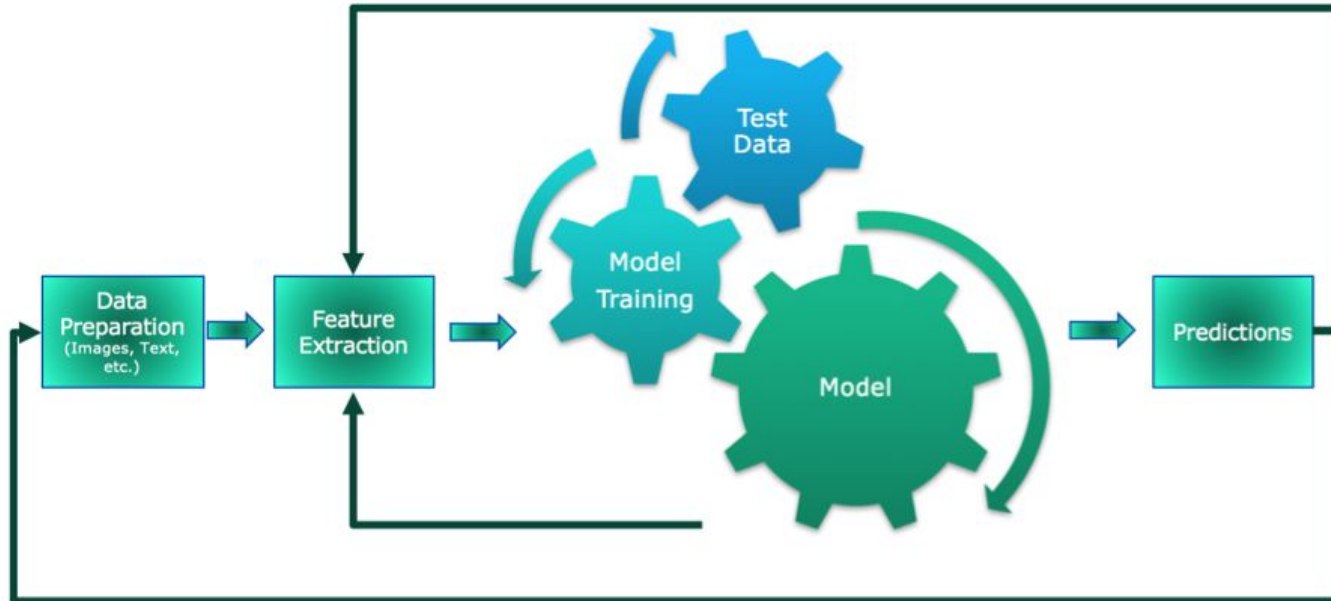 Data
Preparation
(Images, Text,
etc.)
Feature
Extraction
Test
Data
Model
Training
Model
Predictions